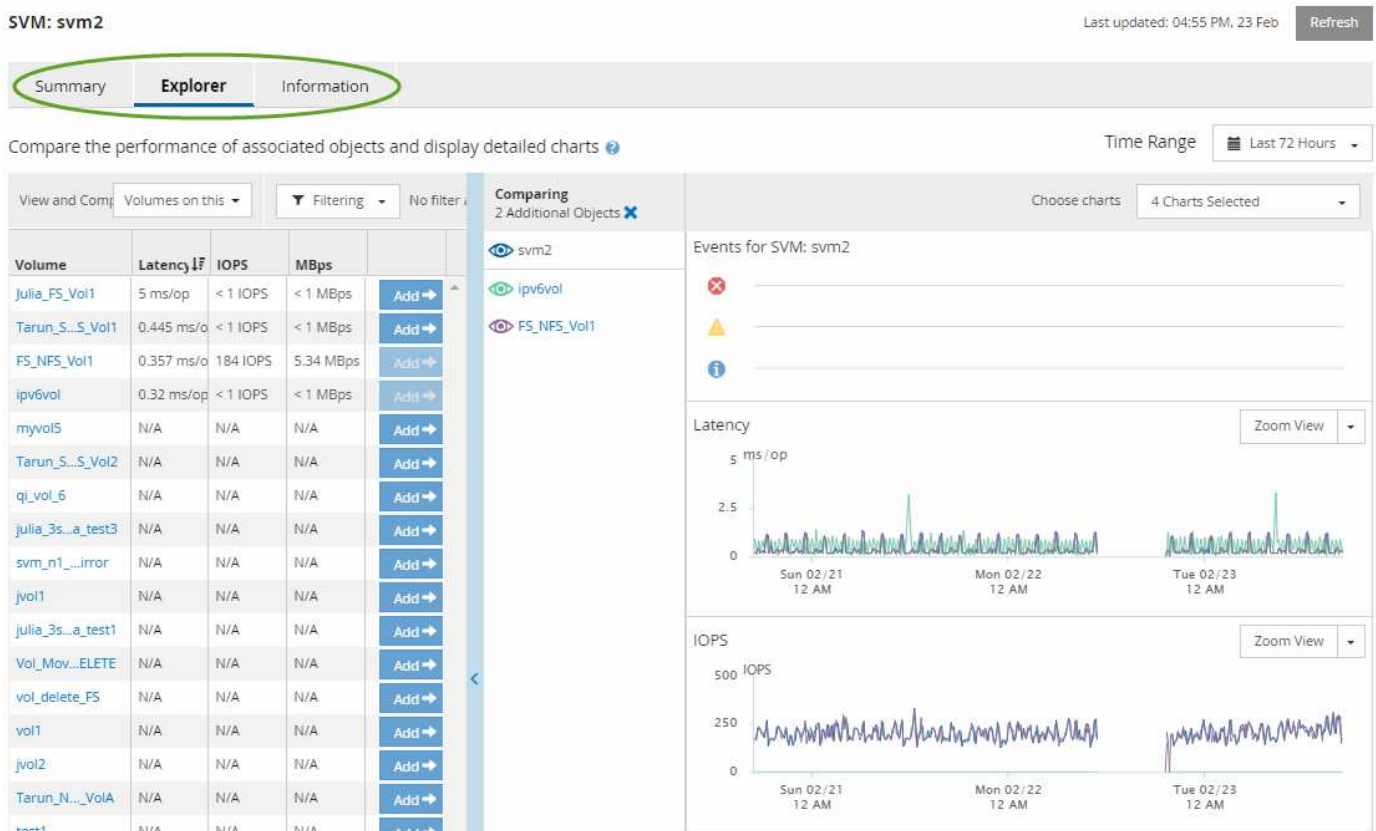 SVM: svm2
Last updated: 04:55 PM, 23 Feb Refresh
Summary Explorer Information
Compare the performance of associated objects and display detailed charts ?
Time Range Last 72 Hours
View and Comp Volumes on this Filtering No filter
Comparing
2 Additional Objects
Choose charts 4 Charts Selected
Volume Latency IOPS MBps
Julia_FS_Vol1 5 ms/op < 1 IOPS < 1 MBps Add
Tarun_S...S_Vol1 0.445 ms/o < 1 IOPS < 1 MBps Add
FS_NFS_Vol1 0.357 ms/o 184 IOPS 5.34 MBps Add
ipv6vol 0.32 ms/op < 1 IOPS < 1 MBps Add
myvol5 N/A N/A N/A Add
Tarun_S...S_Vol2 N/A N/A N/A Add
qi_vol_6 N/A N/A N/A Add
julia_3s...a_test3 N/A N/A N/A Add
svm_n1_...irror N/A N/A N/A Add
jvol1 N/A N/A N/A Add
julia_3s...a_test1 N/A N/A N/A Add
Vol_Mov...ELETE N/A N/A N/A Add
vol_delete_FS N/A N/A N/A Add
vol1 N/A N/A N/A Add
jvol2 N/A N/A N/A Add
Tarun_N..._VolA N/A N/A N/A Add
test1 N/A N/A N/A Add
svm2
ipv6vol
FS_NFS_Vol1
Events for SVM: svm2
Latency Zoom View
5 ms/op
2.5
0
Sun 02/21 Mon 02/22 Tue 02/23
12 AM 12 AM 12 AM
IOPS Zoom View
500 IOPS
250
0
Sun 02/21 Mon 02/22 Tue 02/23
12 AM 12 AM 12 AM